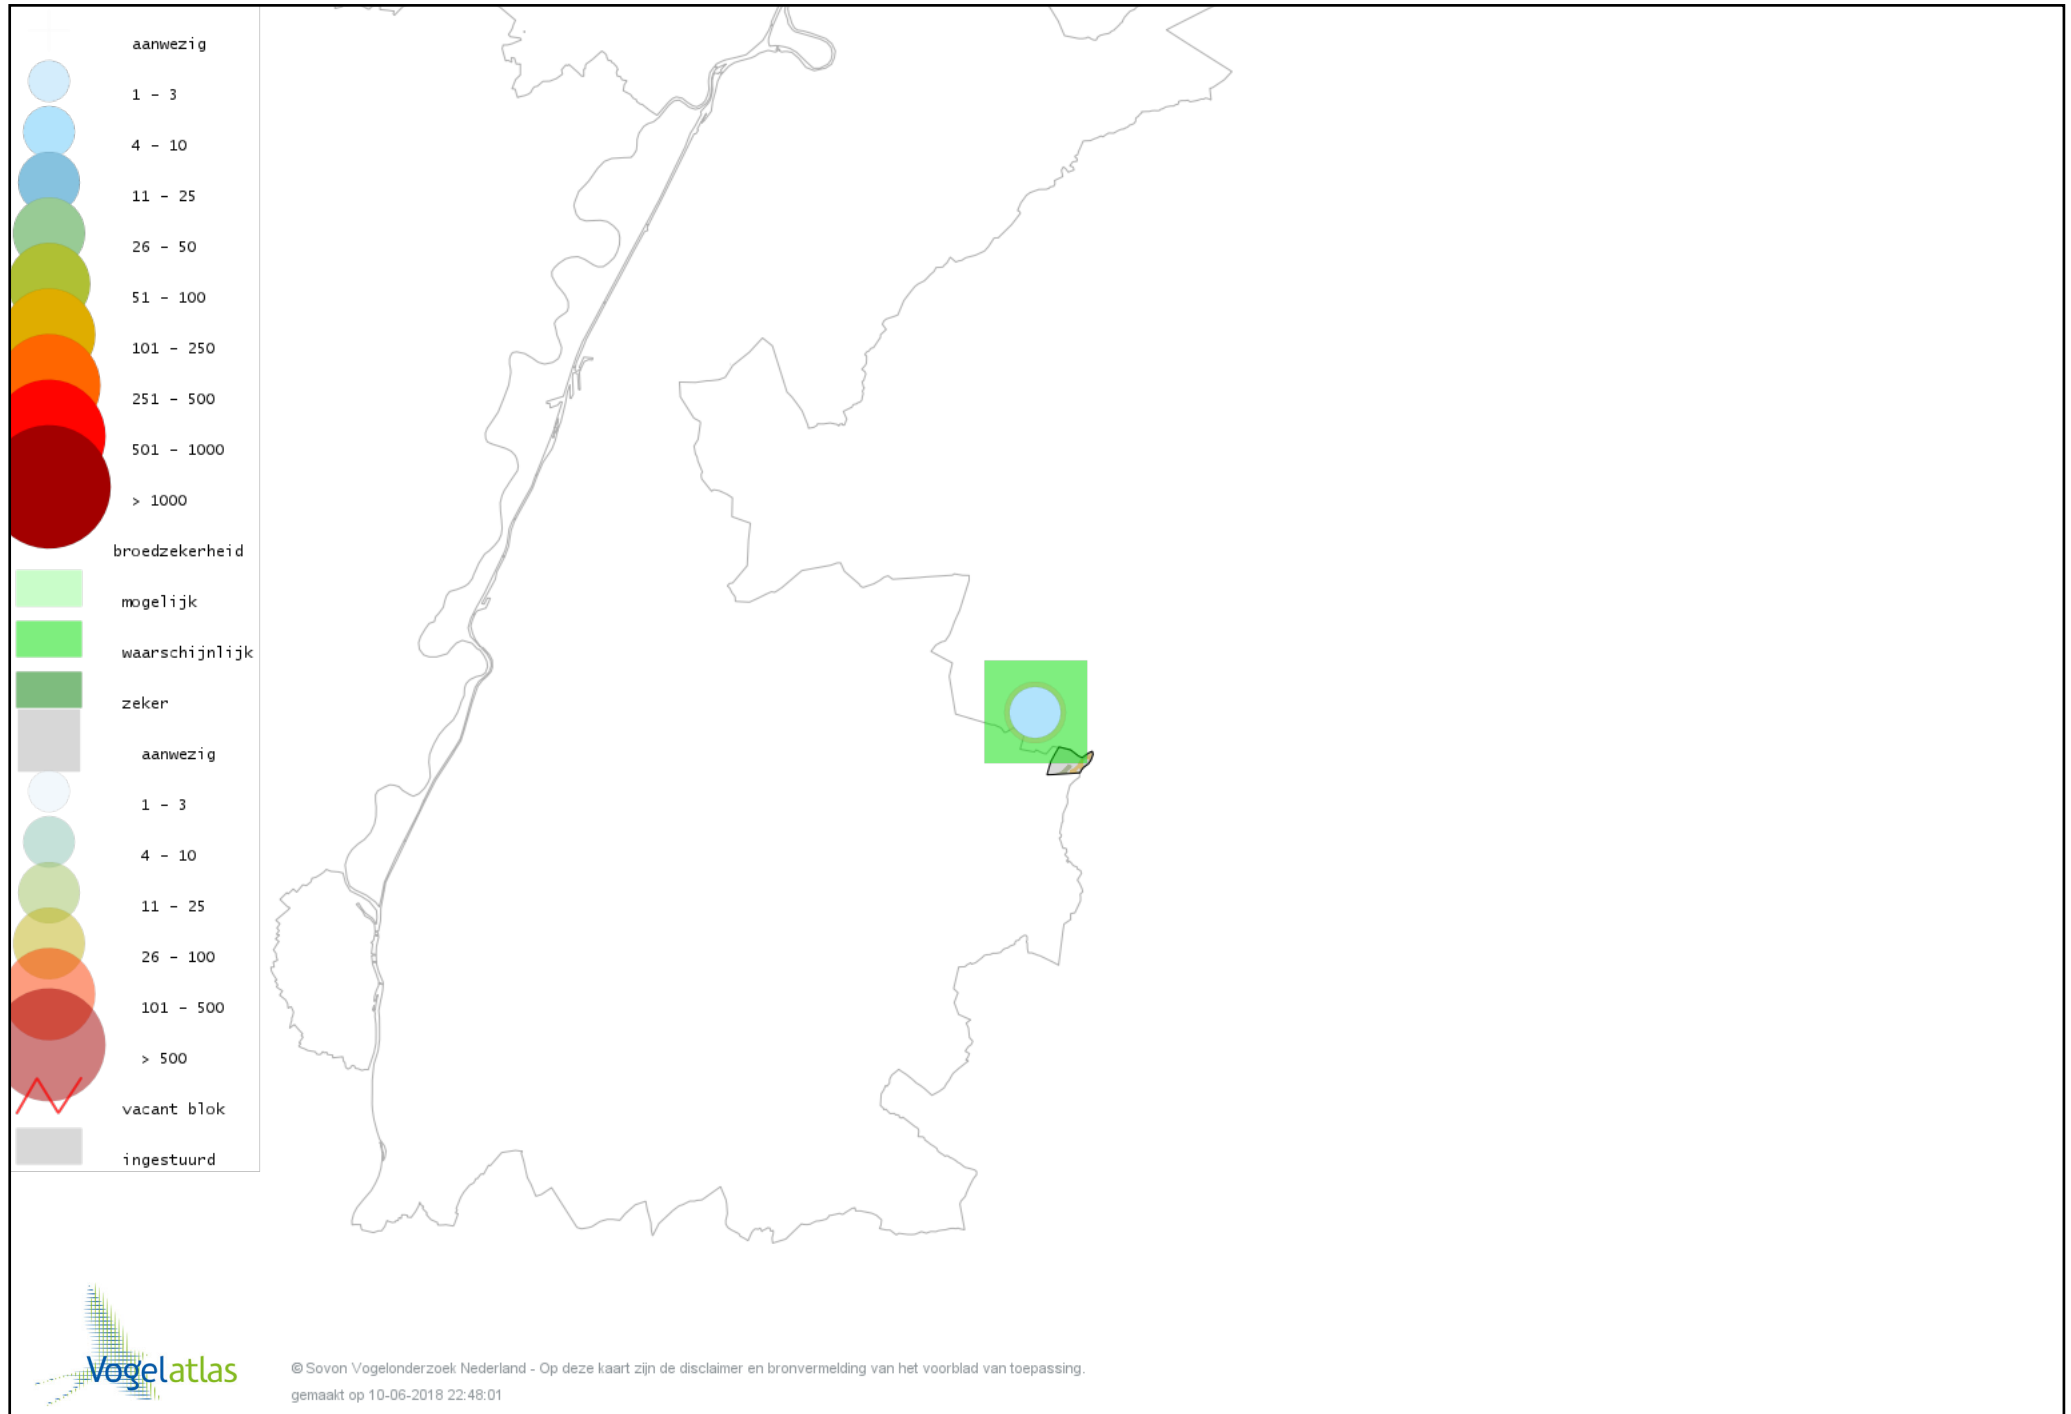 aanwezig
1 – 3
4 – 10
11 – 25
26 – 50
51 – 100
101 – 250
251 – 500
501 – 1000
> 1000
broedzekerheid
mogelijk
waarschijnlijk
zeker
aanwezig
1 – 3
4 – 10
11 – 25
26 – 100
101 – 500
> 500
vacant blok
ingestuurd
Vogelatlas
© Sovon Vogelonderzoek Nederland - Op deze kaart zijn de disclaimer en bronvermelding van het voorblad van toepassing.
gemaakt op 10-06-2018 22:48:01